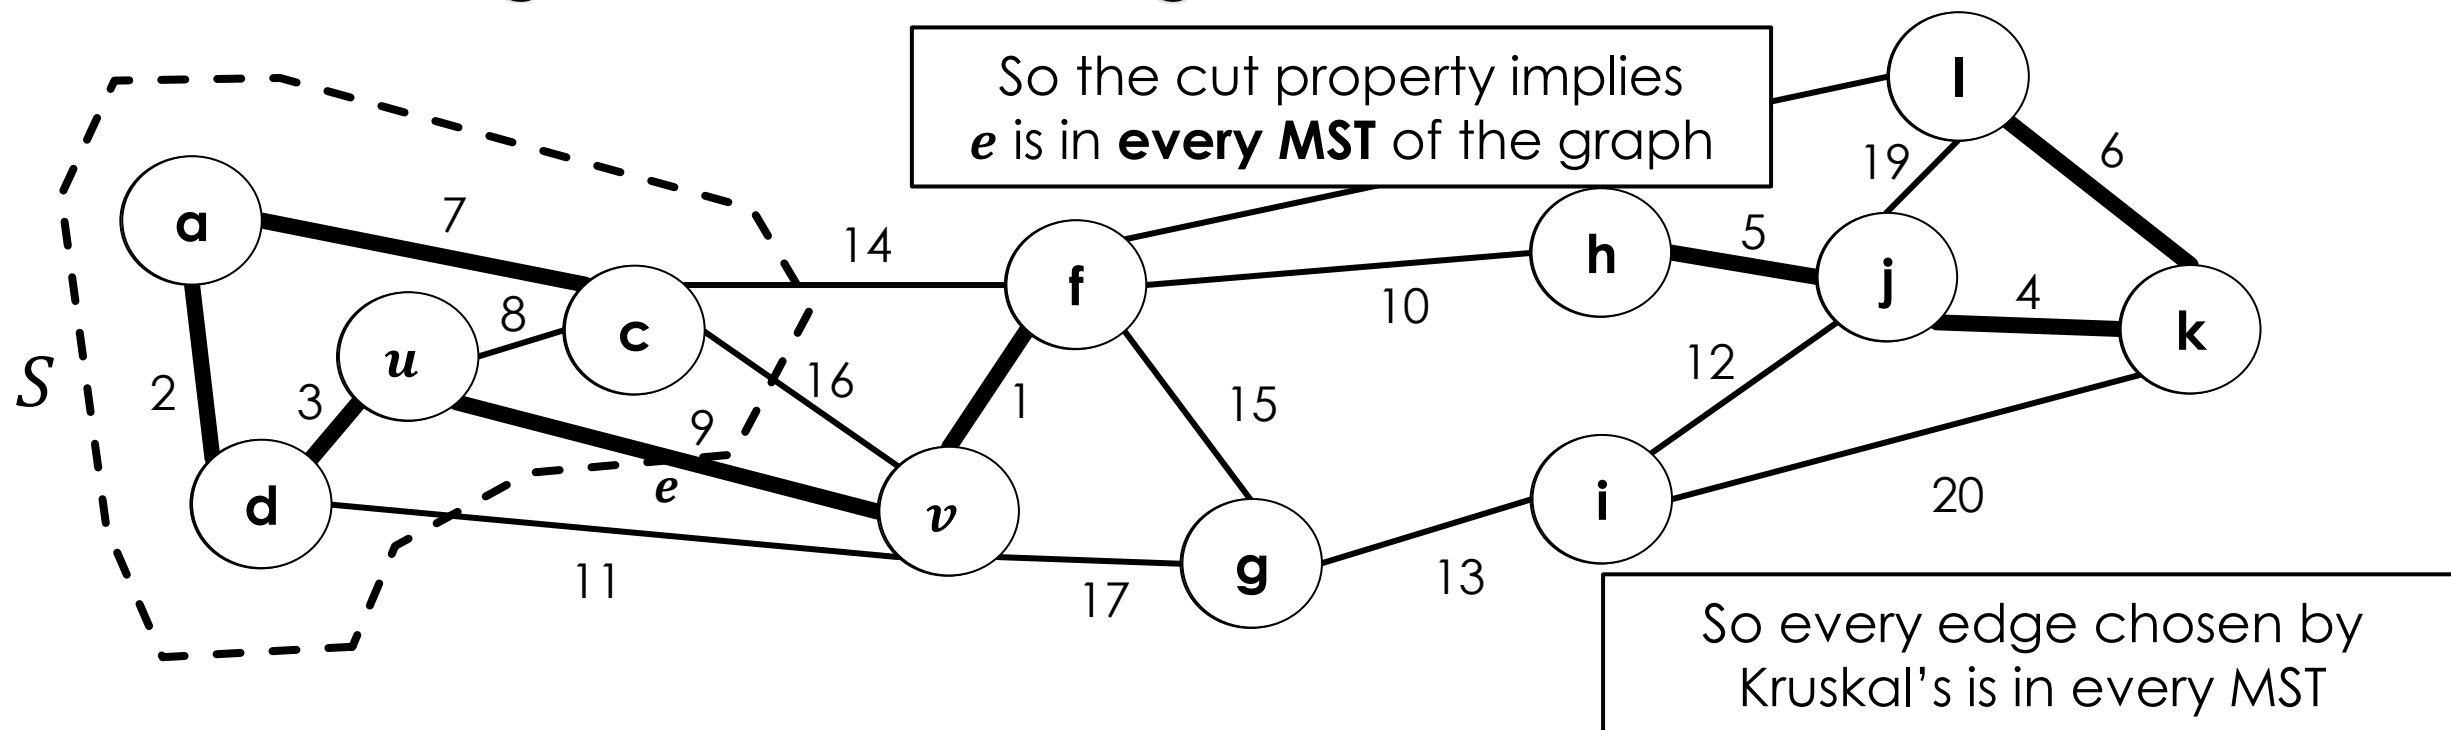 So the cut property implies
e is in every MST of the graph
l
6
19
a
7
14
f
h
5
j
4
k
10
8
c
u
S
2
3
16
1
15
12
9
e
d
v
i
20
11
17
g
13
So every edge chosen by
Kruskal's is in every MST